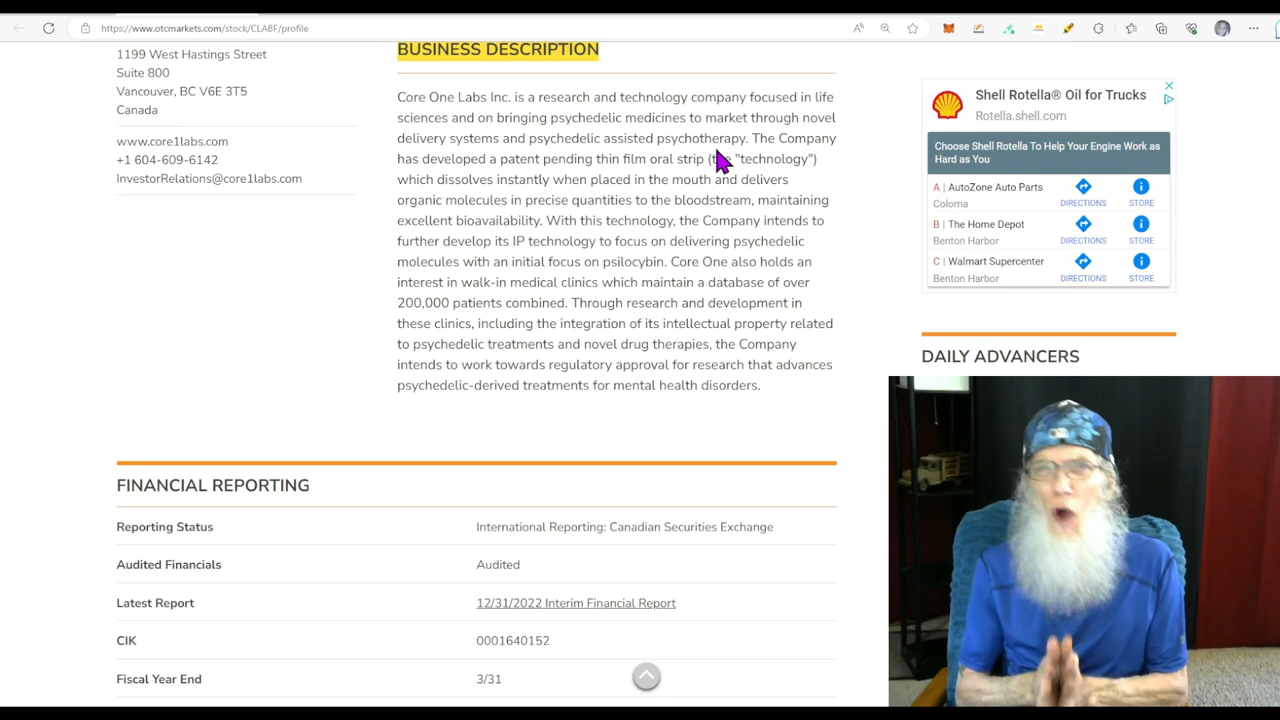 https://www.otcmarkets.com/stock/CLABF/profile
1199 West Hastings Street
Suite 800
Vancouver, BC V6E 3T5
Canada
www.core1labs.com
+1 604-609-6142
InvestorRelations@core1labs.com
BUSINESS DESCRIPTION
Core One Labs Inc. is a research and technology company focused in life
sciences and on bringing psychedelic medicines to market through novel
delivery systems and psychedelic assisted psychotherapy. The Company
has developed a patent pending thin film oral strip (the "technology")
which dissolves instantly when placed in the mouth and delivers
organic molecules in precise quantities to the bloodstream, maintaining
excellent bioavailability. With this technology, the Company intends to
further develop its IP technology to focus on delivering psychedelic
molecules with an initial focus on psilocybin. Core One also holds an
interest in walk-in medical clinics which maintain a database of over
200,000 patients combined. Through research and development in
these clinics, including the integration of its intellectual property related
to psychedelic treatments and novel drug therapies, the Company
intends to work towards regulatory approval for research that advances
psychedelic-derived treatments for mental health disorders.
Shell Rotella® Oil for Trucks
Rotella.shell.com
Choose Shell Rotella To Help Your Engine Work as
Hard as You
A | AutoZone Auto Parts
Coloma
DIRECTIONS
STORE
B | The Home Depot
Benton Harbor
DIRECTIONS
STORE
C | Walmart Supercenter
Benton Harbor
DIRECTIONS
STORE
DAILY ADVANCERS
FINANCIAL REPORTING
Reporting Status International Reporting: Canadian Securities Exchange
Audited Financials Audited
Latest Report 12/31/2022 Interim Financial Report
CIK 0001640152
Fiscal Year End 3/31